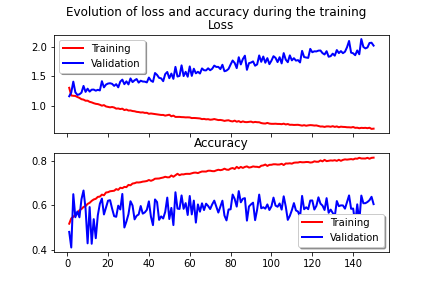 Evolution of loss and accuracy during the training
Loss
2.0
1.5
1.0
Training
Validation
Accuracy
0.8
0.6
0.4
Training
Validation
0 20 40 60 80 100 120 140